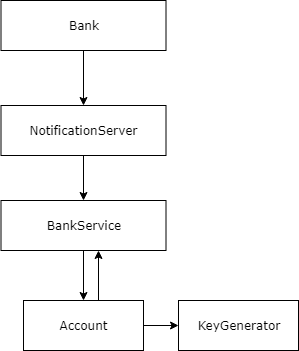 Bank
NotificationServer
BankService
Account
KeyGenerator